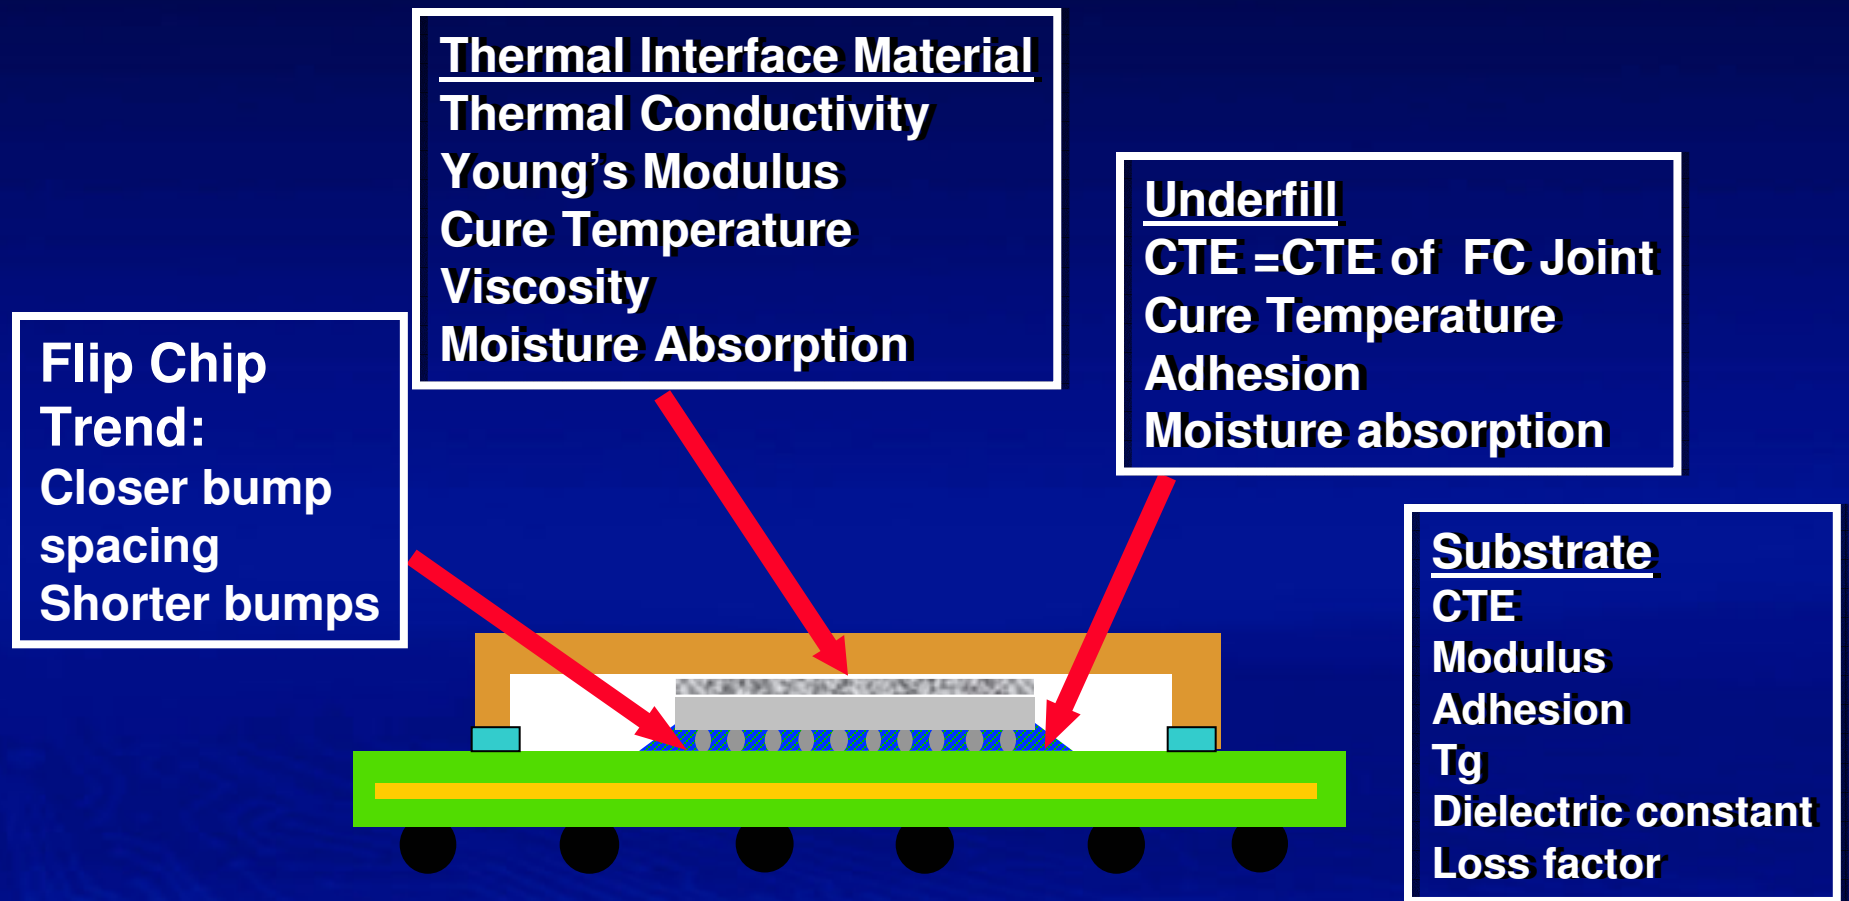 Thermal Interface Material
Thermal Conductivity
Young’s Modulus
Cure Temperature
Viscosity
Moisture Absorption
Underfill
CTE =CTE of FC Joint
Cure Temperature
Adhesion
Moisture absorption
Flip Chip
Trend:
Closer bump
spacing
Shorter bumps
Substrate
CTE
Modulus
Adhesion
Tg
Dielectric constant
Loss factor